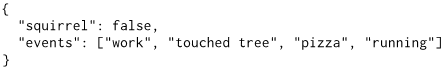 {
  "squirrel": false,
  "events": ["work", "touched tree", "pizza", "running"]
}